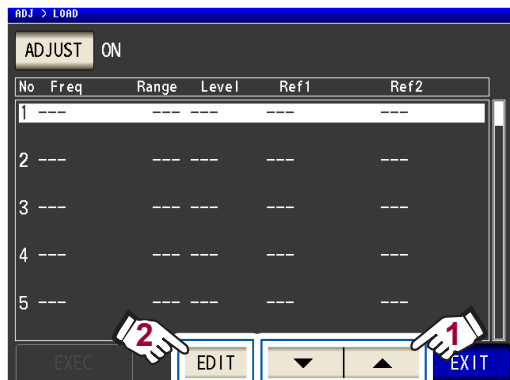 ADJ > LOAD
ADJUST ON
No Freq Range Level Ref1 Ref2
1 --- --- --- --- ---
2 --- --- --- --- ---
3 --- --- --- --- ---
4 --- --- --- --- ---
5 --- --- --- --- ---
2 1
EXEC EDIT ▼ ▲ EXIT